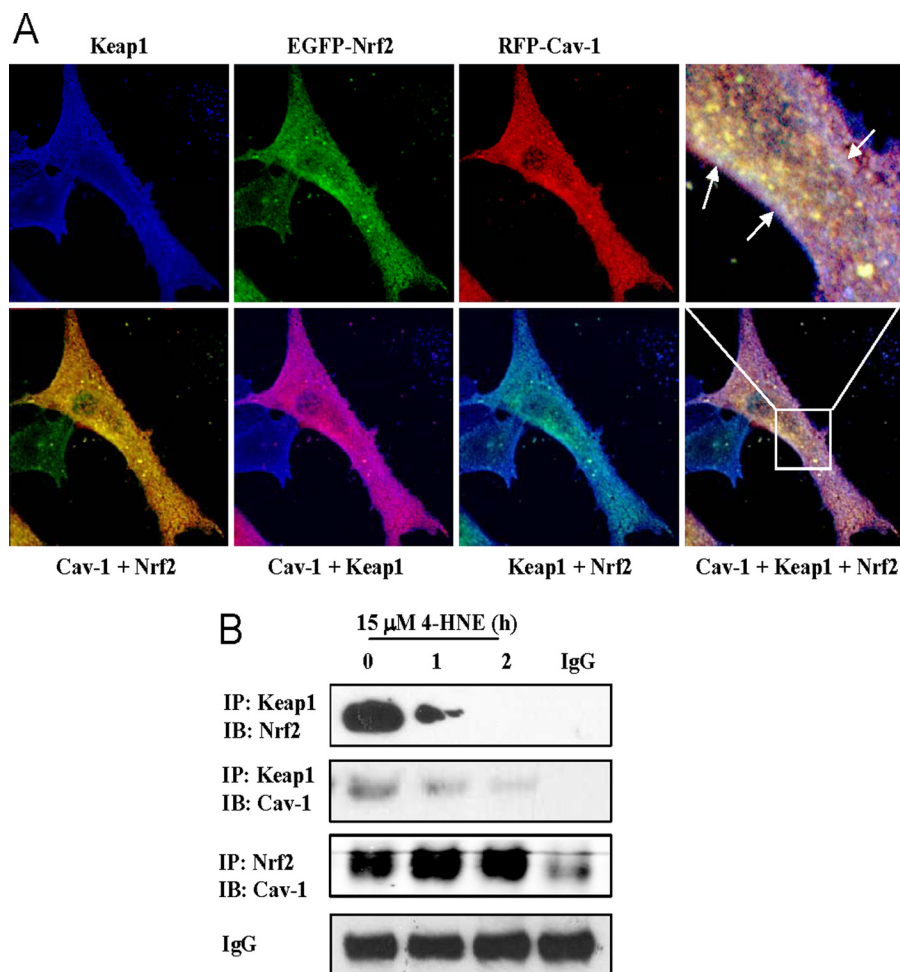 A
Keap1 EGFP-Nrf2 RFP-Cav-1
Cav-1 + Nrf2 Cav-1 + Keap1 Keap1 + Nrf2 Cav-1 + Keap1 + Nrf2
B
15 μM 4-HNE (h)
0 1 2 IgG
IP: Keap1
IB: Nrf2
IP: Keap1
IB: Cav-1
IP: Nrf2
IB: Cav-1
IgG